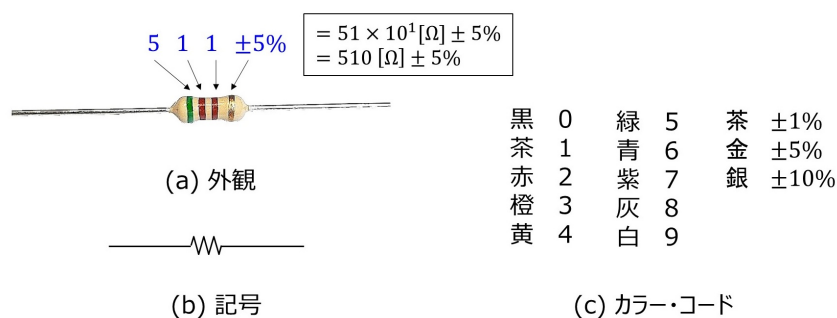 5 1 1 ±5%
= 51 × 10¹[Ω] ± 5%
= 510 [Ω] ± 5%
(a) 外観
(b) 記号
黒 0 緑 5 茶 ±1%
茶 1 青 6 金 ±5%
赤 2 紫 7 銀 ±10%
橙 3 灰 8
黄 4 白 9
(c) カラー・コード